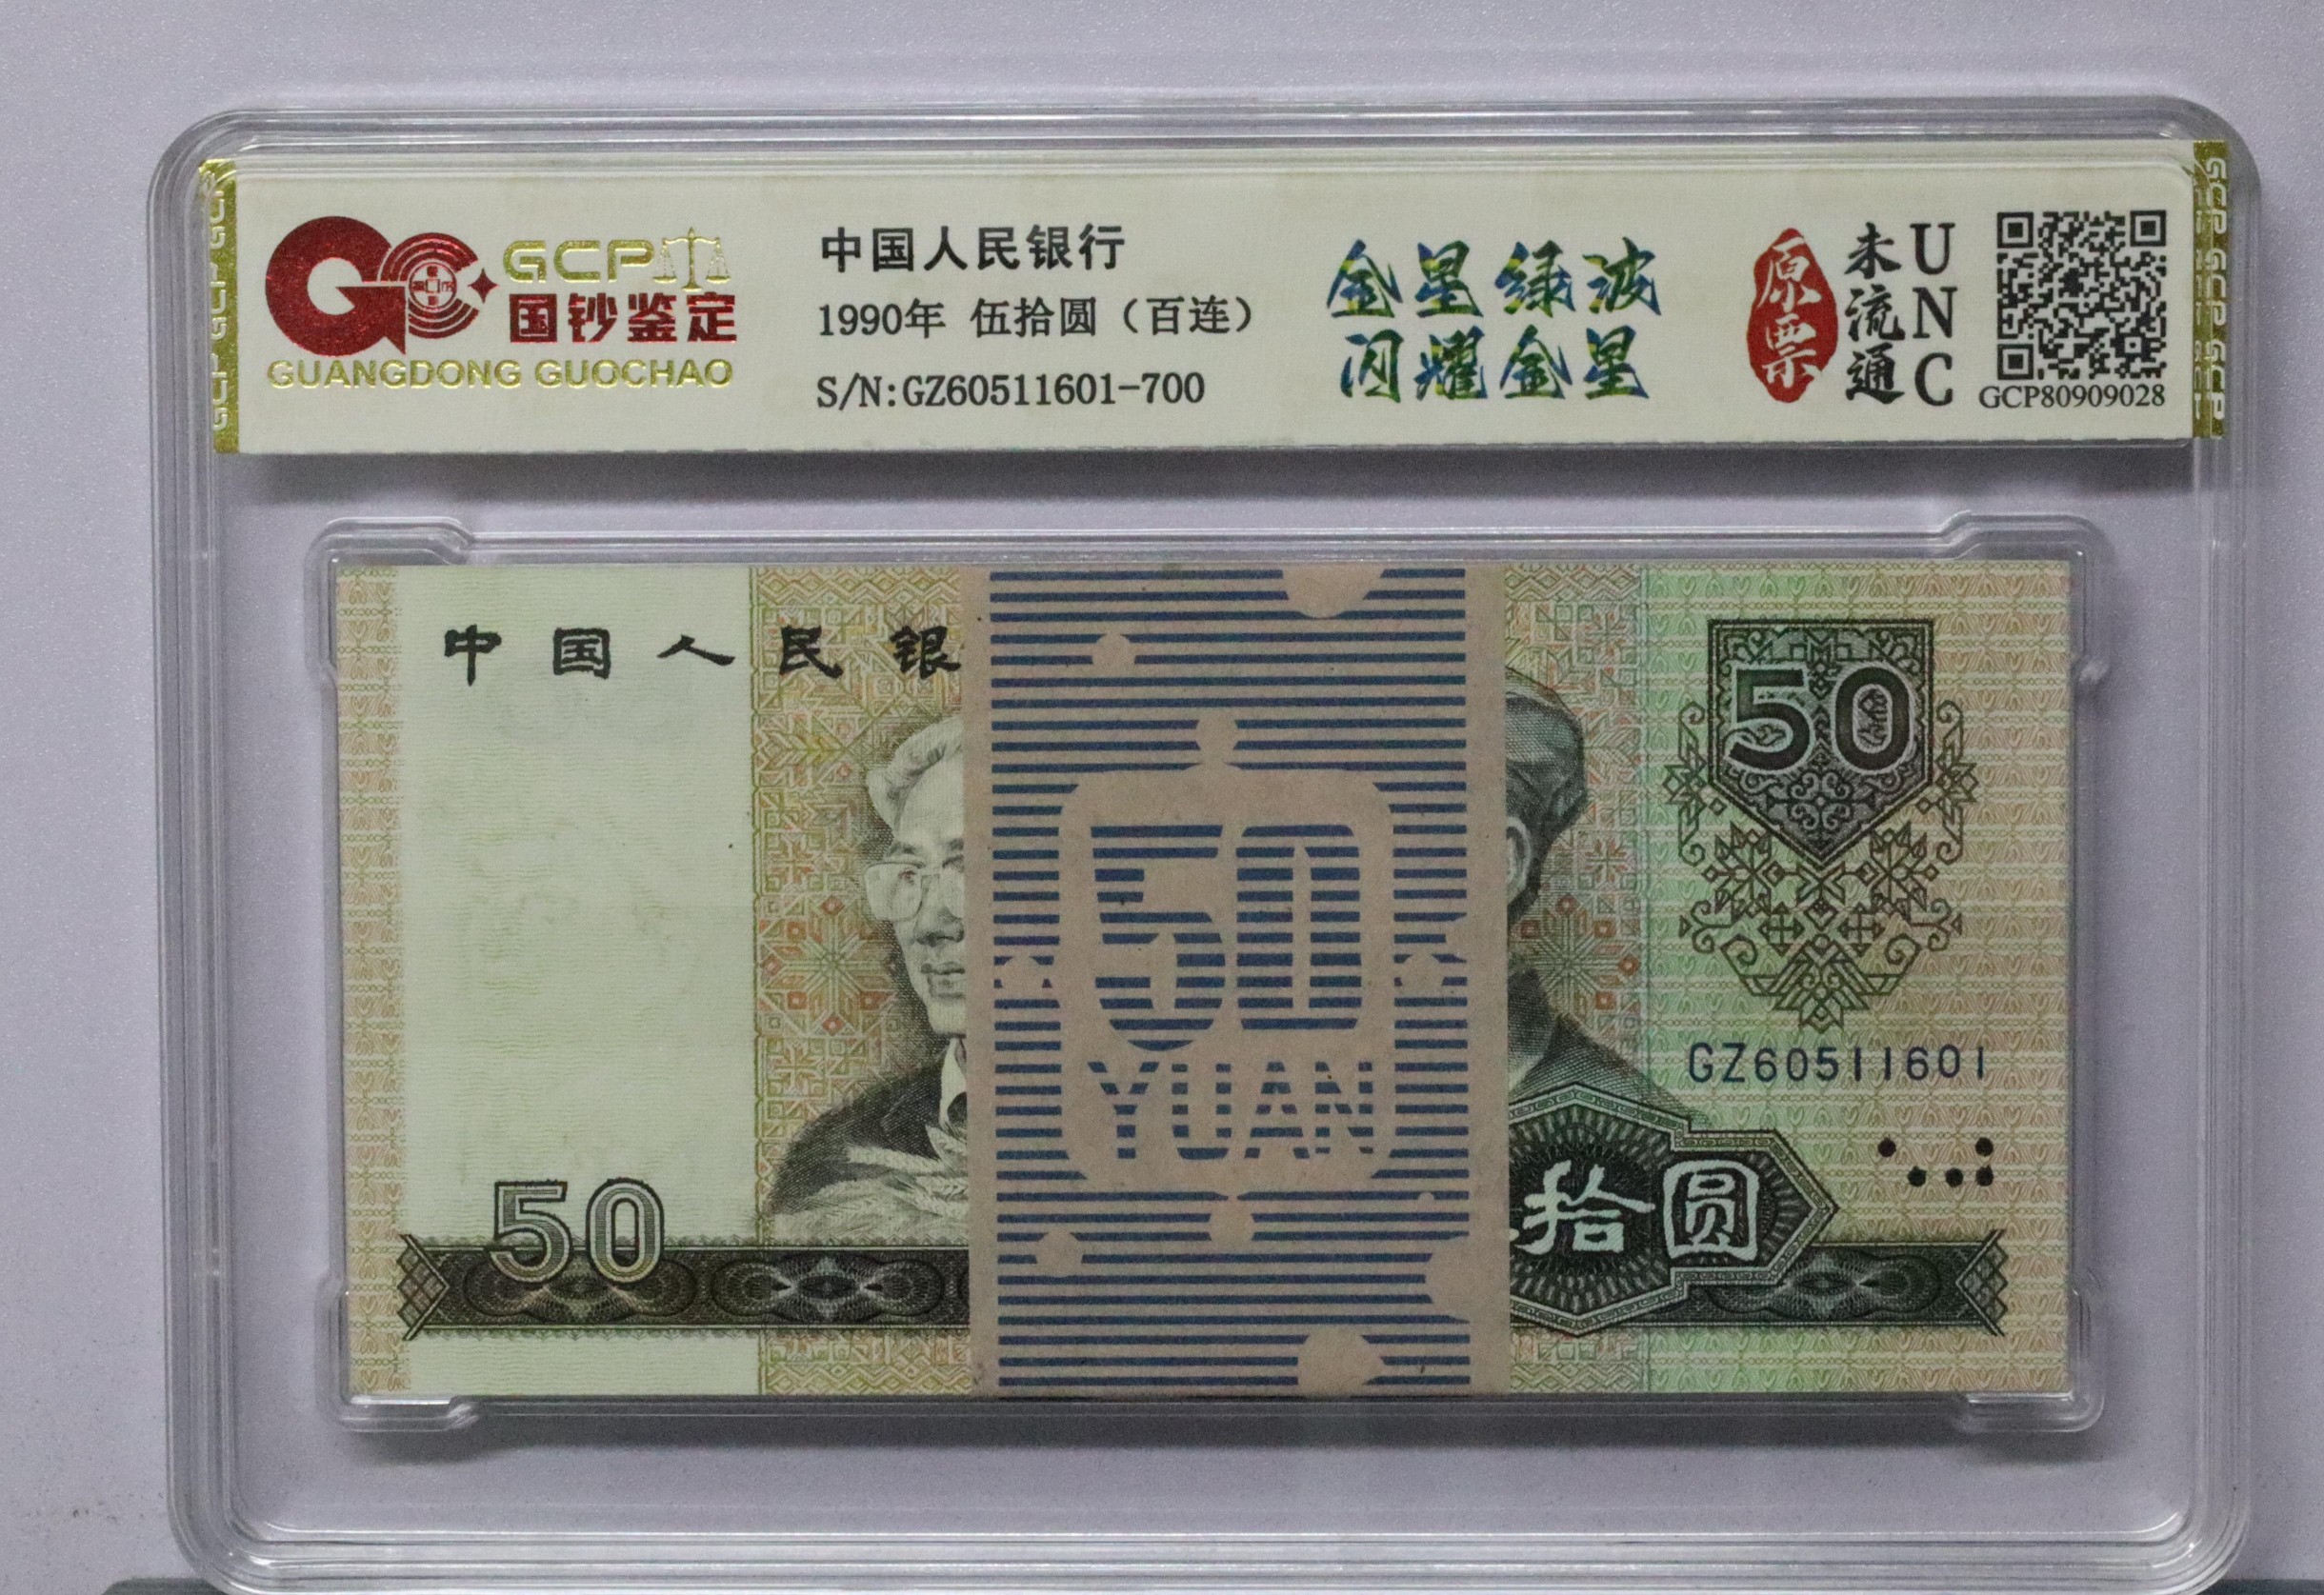 GCP
国钞鉴定
GUANGDONG GUOCHAO
中国人民银行
1990年 伍拾圆（百连）
S/N:GZ60511601-700
金星绿波
闪耀金星
原票
未流通
UNC
GCP80909028
中国人民银
50
50
YUAN
50
GZ60511601
拾圆